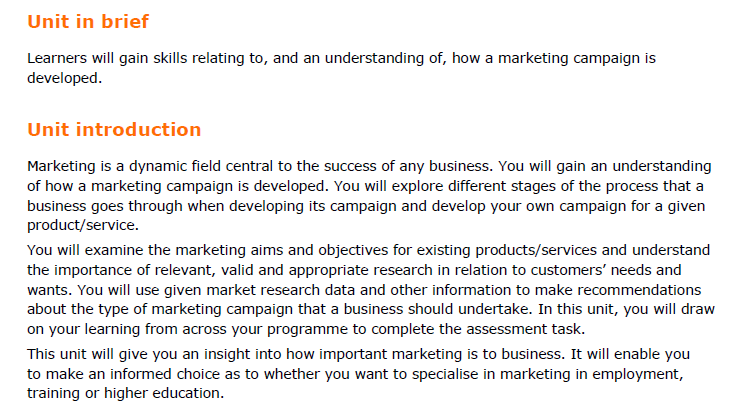 Unit in brief
Learners will gain skills relating to, and an understanding of, how a marketing campaign is
developed.
Unit introduction
Marketing is a dynamic field central to the success of any business. You will gain an understanding
of how a marketing campaign is developed. You will explore different stages of the process that a
business goes through when developing its campaign and develop your own campaign for a given
product/service.
You will examine the marketing aims and objectives for existing products/services and understand
the importance of relevant, valid and appropriate research in relation to customers’ needs and
wants. You will use given market research data and other information to make recommendations
about the type of marketing campaign that a business should undertake. In this unit, you will draw
on your learning from across your programme to complete the assessment task.
This unit will give you an insight into how important marketing is to business. It will enable you
to make an informed choice as to whether you want to specialise in marketing in employment,
training or higher education.